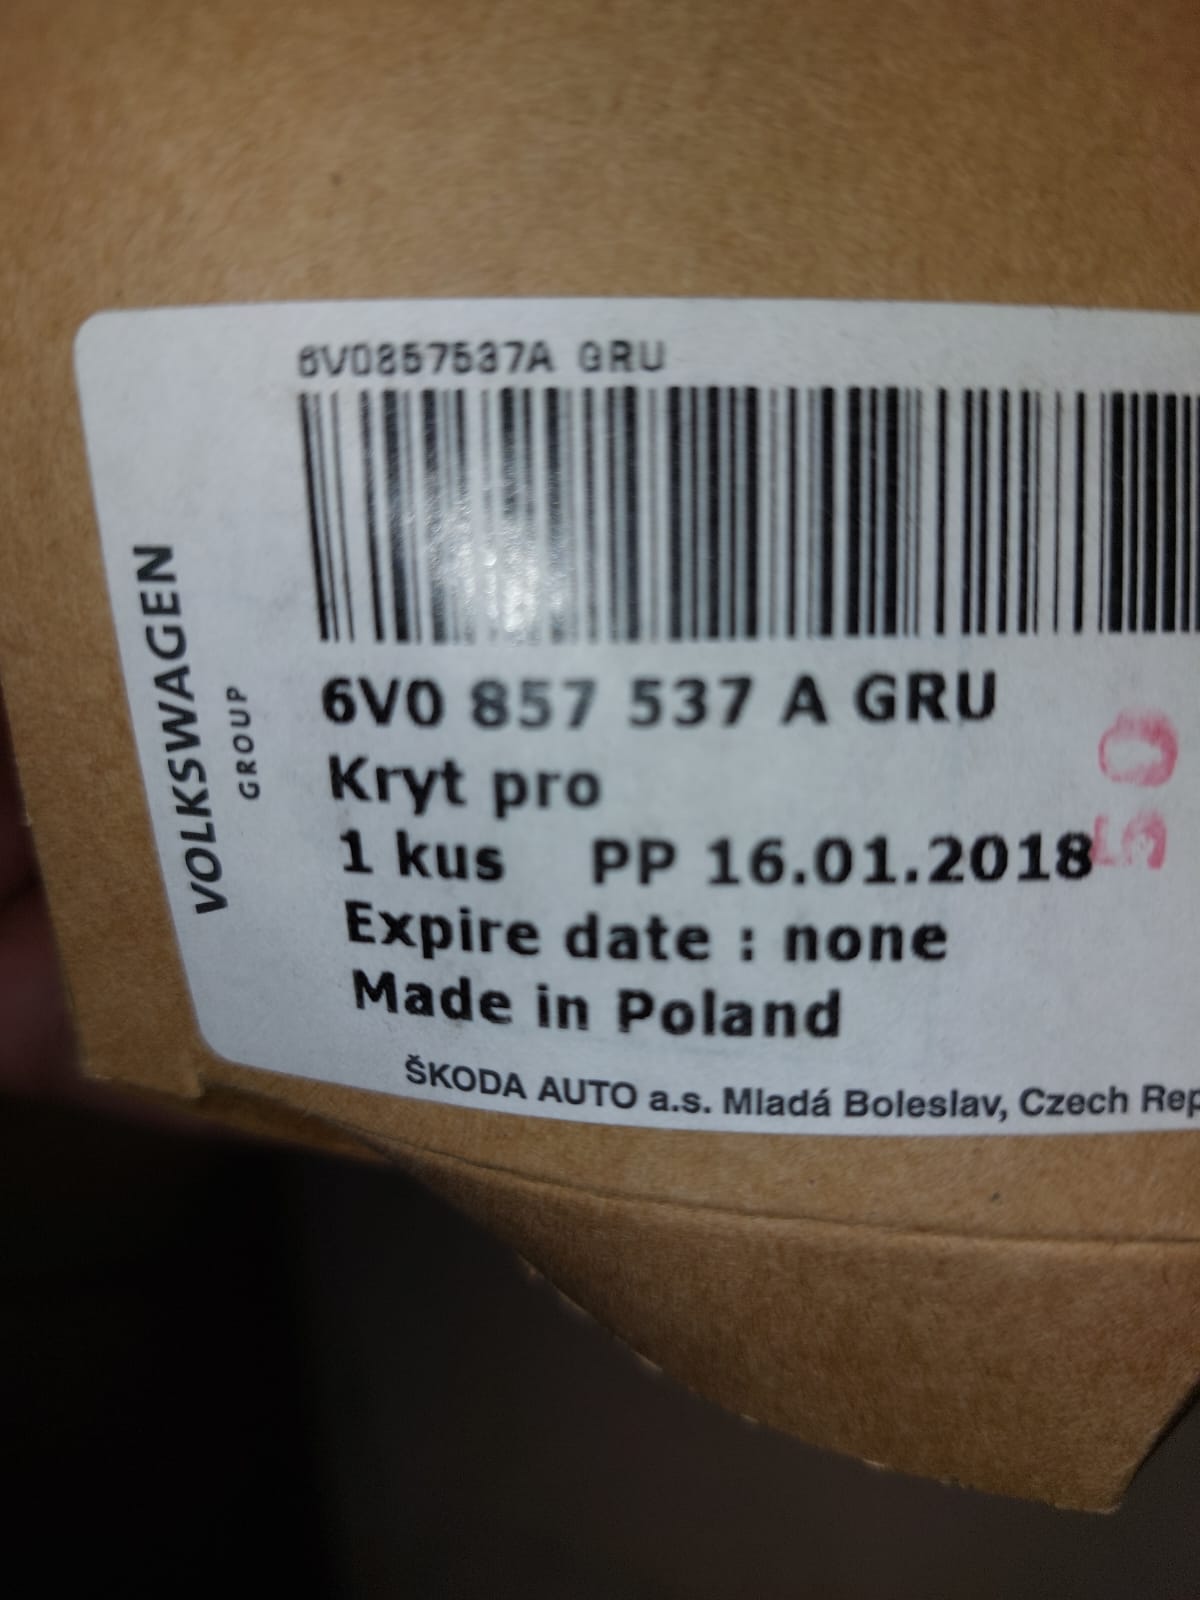 6V0857537A GRU
VOLKSWAGEN
GROUP
6V0 857 537 A GRU
Kryt pro
1 kus PP 16.01.2018
50
Expire date : none
Made in Poland
ŠKODA AUTO a.s. Mladá Boleslav, Czech Rep